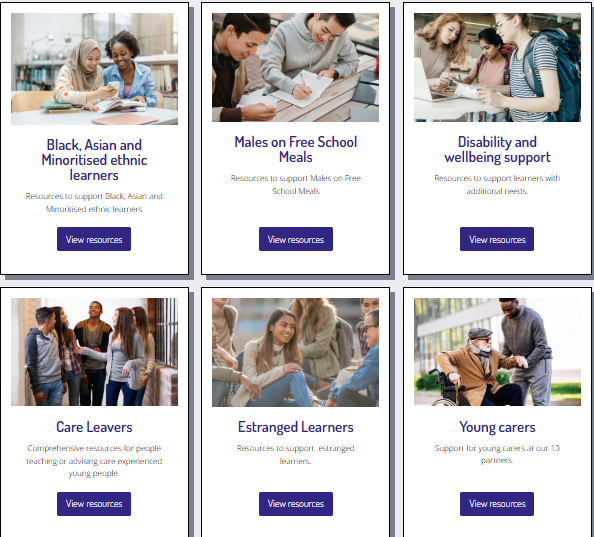 Black, Asian and
Minoritised ethnic
learners
Resources to support Black, Asian and
Minoritised ethnic learners
View resources
Males on Free School
Meals
Resources to support Males on Free
School Meals
View resources
Disability and
wellbeing support
Resources to support learners with
additional needs.
View resources
Care Leavers
Comprehensive resources for people
teaching or advising care experienced
young people.
View resources
Estranged Learners
Resources to support estranged
learners.
View resources
Young carers
Support for young carers at our 13
partners.
View resources